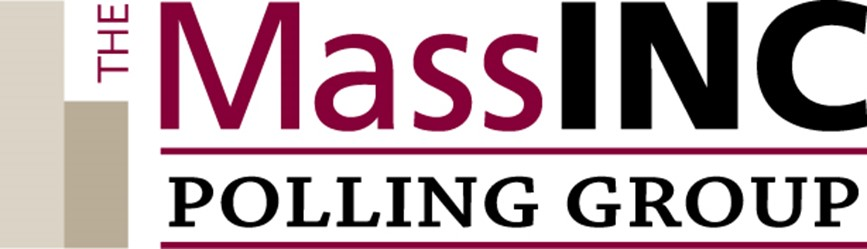 THE
MassINC
POLLING GROUP